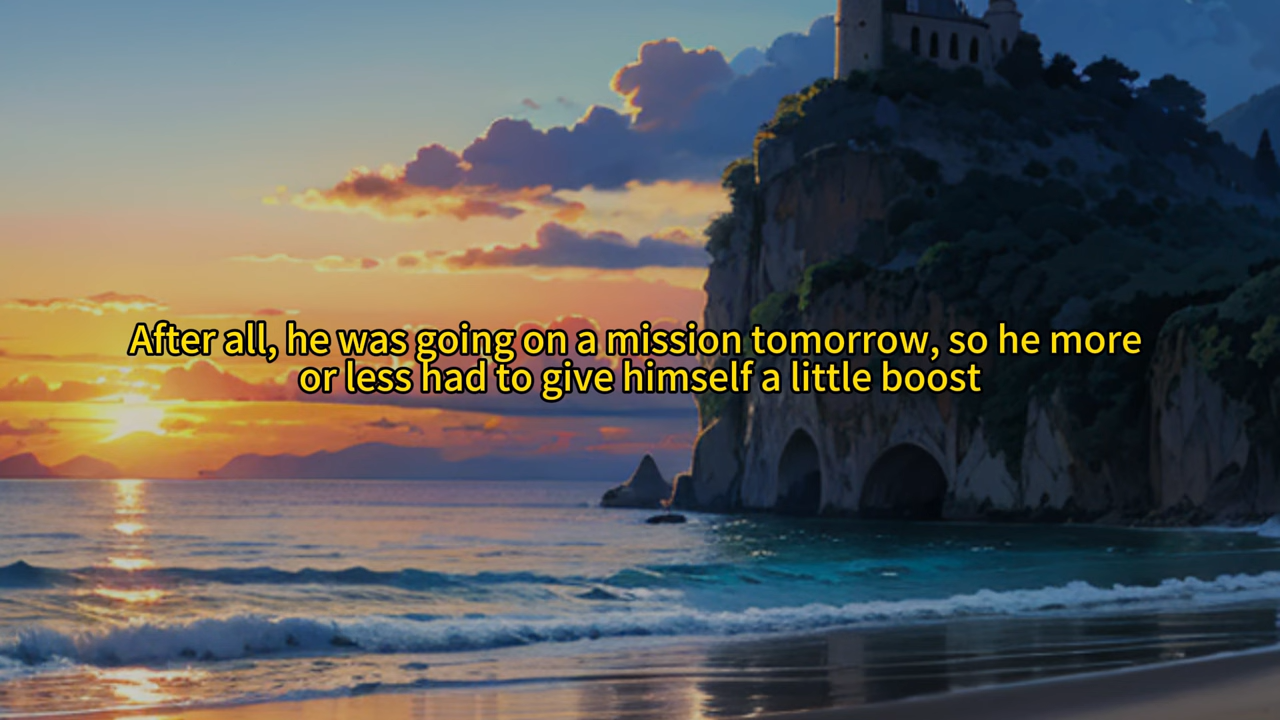 After all, he was going on a mission tomorrow, so he more
or less had to give himself a little boost